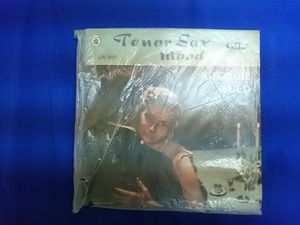 Tenor Sax
Mood
GEORGIE
AULD